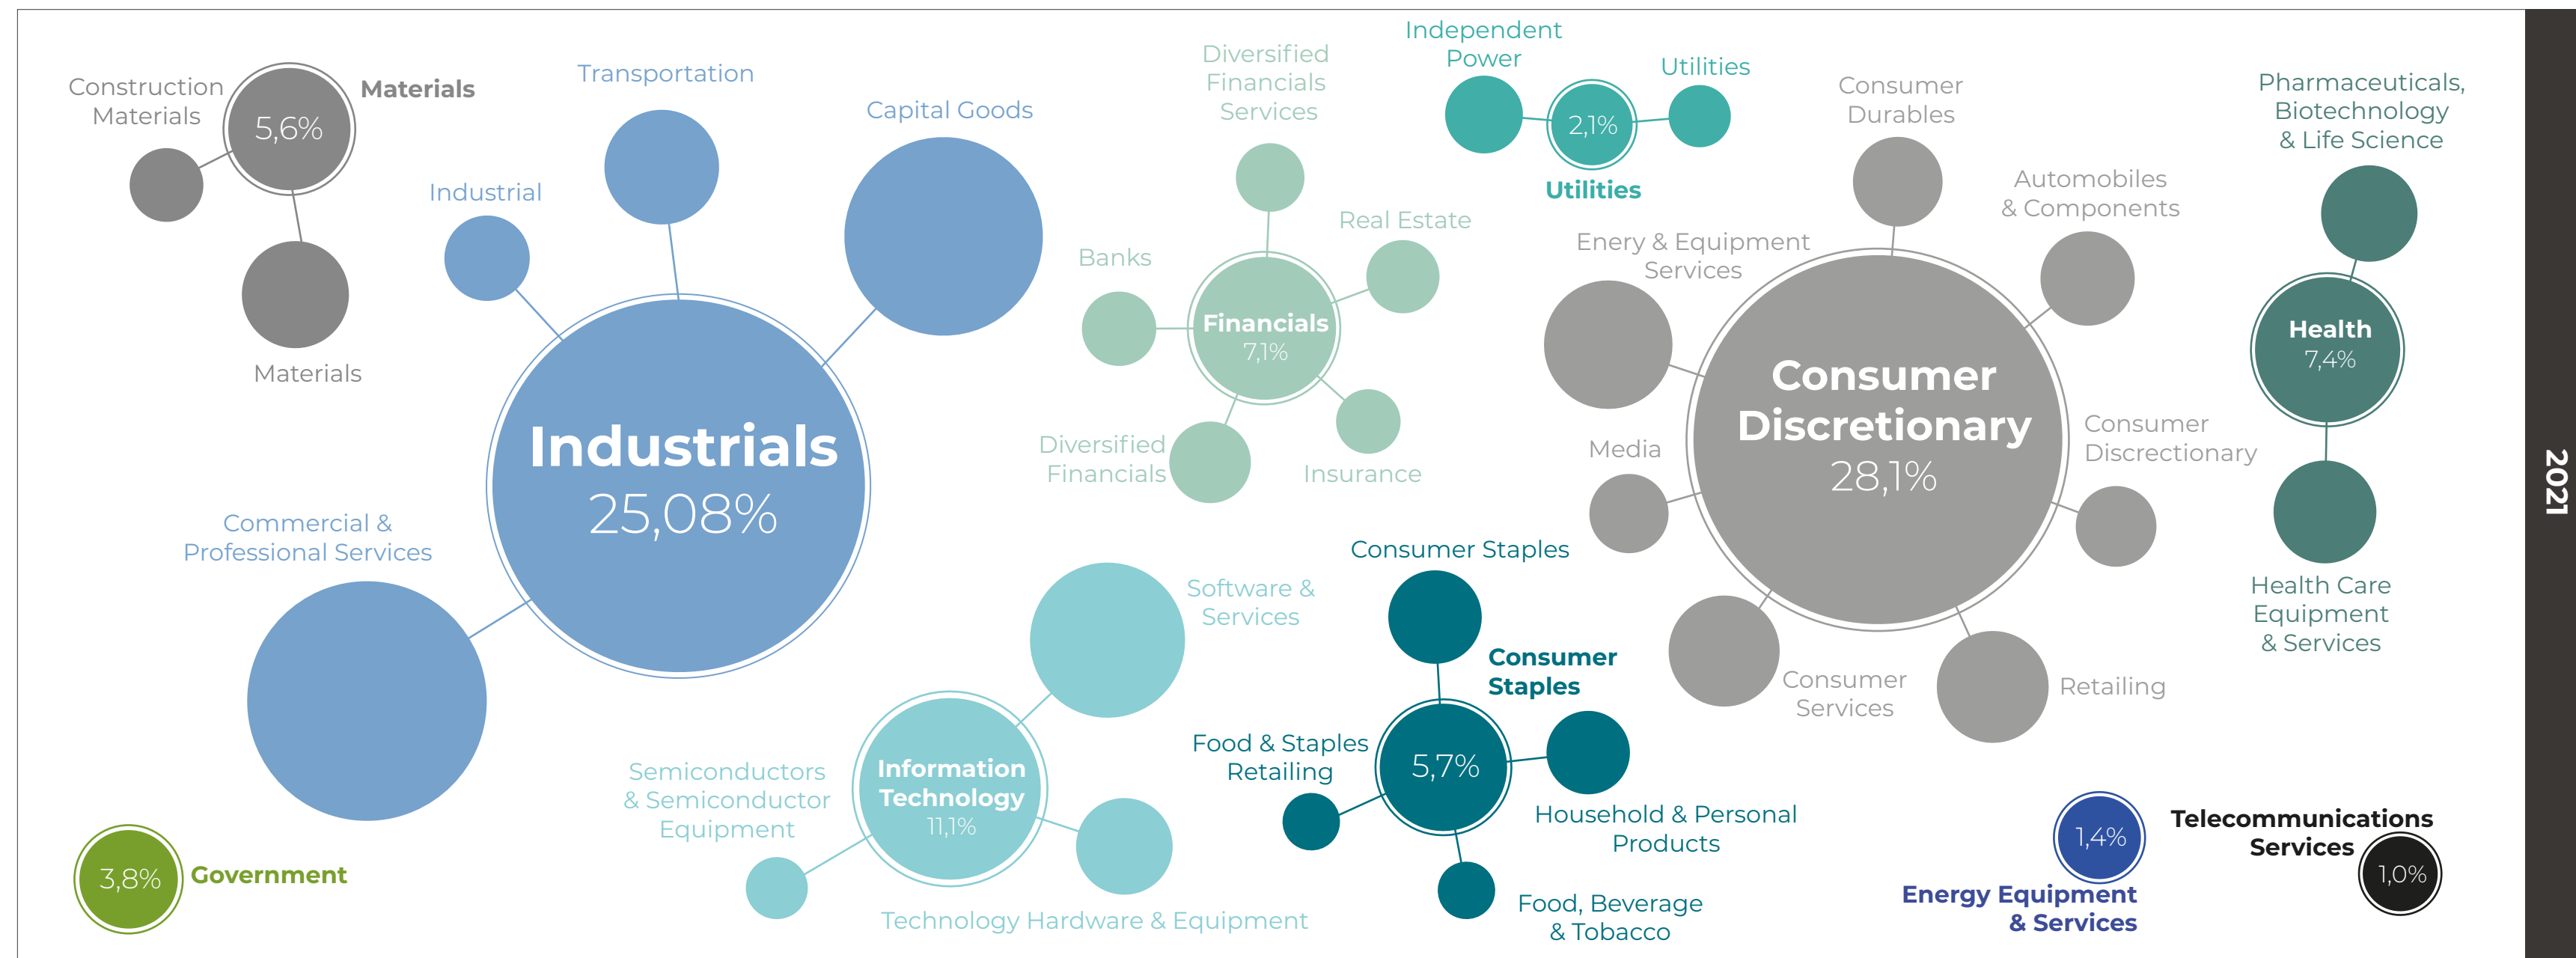 Construction
Materials
5,6%
Materials
Materials
Transportation
Capital Goods
Industrial
Industrials
25,08%
Commercial &
Professional Services
3,8%
Government
Diversified
Financials
Services
Real Estate
Banks
Financials
7,1%
Diversified
Financials
Insurance
Independent
Power
Utilities
2,1%
Utilities
Consumer
Durables
Automobiles
& Components
Enery & Equipment
Services
Consumer
Discretionary
28,1%
Media
Consumer
Discrectionary
Consumer
Services
Retailing
Pharmaceuticals,
Biotechnology
& Life Science
Health
7,4%
Health Care
Equipment
& Services
Software &
Services
Information
Technology
11,1%
Semiconductors
& Semiconductor
Equipment
Technology Hardware & Equipment
Consumer Staples
Consumer
Staples
5,7%
Food & Staples
Retailing
Household & Personal
Products
Food, Beverage
& Tobacco
1,4%
Energy Equipment
& Services
Telecommunications
Services
1,0%
2021